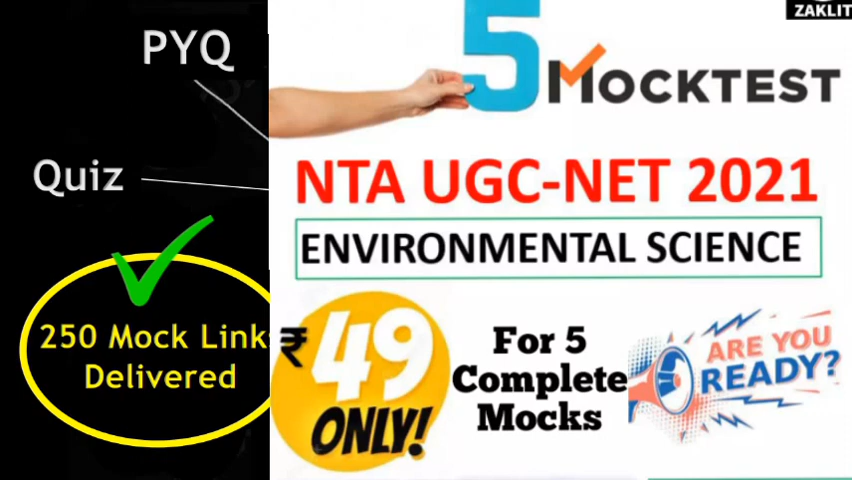 PYQ
Quiz
250 Mock Link
Delivered
ZAKLIT
5 MOCKTEST
NTA UGC-NET 2021
ENVIRONMENTAL SCIENCE
₹ 49
ONLY!
For 5
Complete
Mocks
ARE YOU
READY?